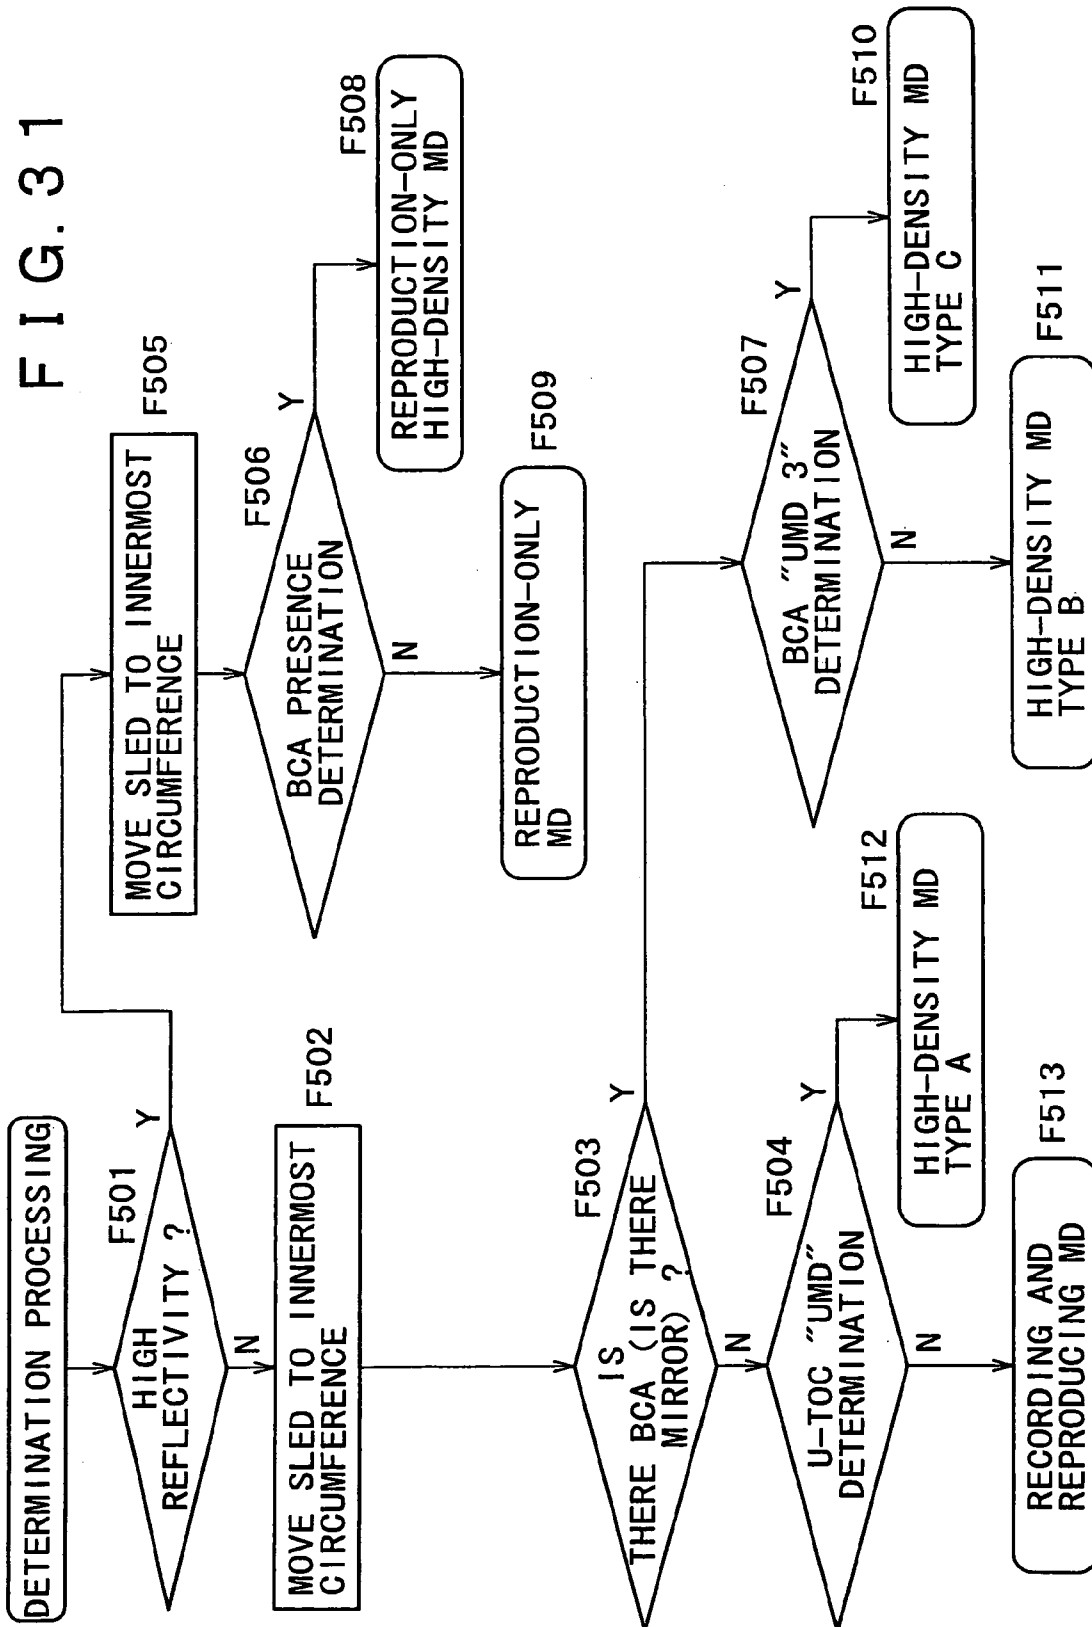 FIG. 31
DETERMINATION PROCESSING
F501
HIGH
REFLECTIVITY ?
Y
N
F502
MOVE SLED TO INNERMOST
CIRCUMFERENCE
F505
MOVE SLED TO INNERMOST
CIRCUMFERENCE
F506
BCA PRESENCE
DETERMINATION
Y
N
F508
REPRODUCTION-ONLY
HIGH-DENSITY MD
F509
REPRODUCTION-ONLY
MD
F503
IS
THERE BCA (IS THERE
MIRROR) ?
Y
N
F504
U-TOC "UMD"
DETERMINATION
Y
N
F507
BCA "UMD 3"
DETERMINATION
Y
N
F510
HIGH-DENSITY MD
TYPE C
F511
HIGH-DENSITY MD
TYPE B
F512
HIGH-DENSITY MD
TYPE A
F513
RECORDING AND
REPRODUCING MD